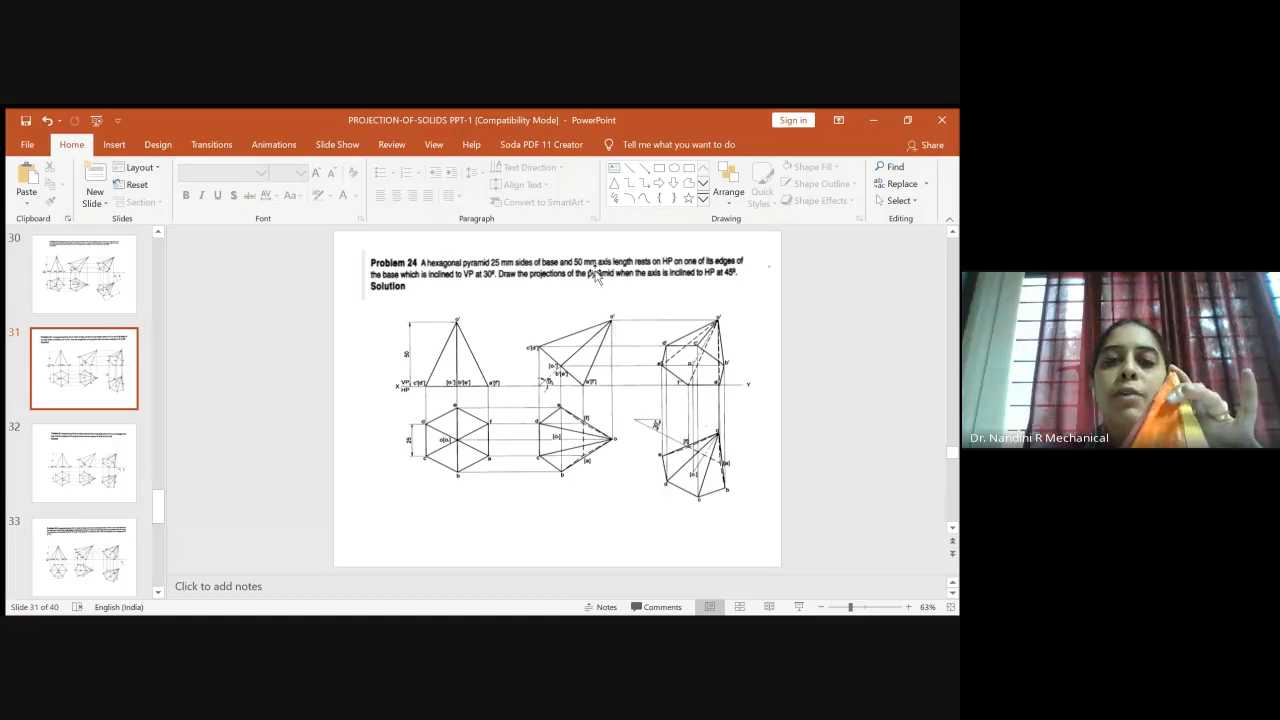 PROJECTION-OF-SOLIDS PPT-1 [Compatibility Mode] - PowerPoint
Sign in
File Home Insert Design Transitions Animations Slide Show Review View Help Soda PDF 11 Creator Tell me what you want to do Share
Paste
New
Slide
Layout
Reset
Section
Text Direction
Align Text
Convert to SmartArt
Arrange
Quick
Styles
Shape Fill
Shape Outline
Shape Effects
Find
Replace
Select
Clipboard Slides Font Paragraph Drawing Editing
30
31
32
33
Problem 24 A hexagonal pyramid 25 mm sides of base and 50 mm axis length rests on HP on one of its edges of
the base which is inclined to VP at 30º. Draw the projections of the pyramid when the axis is inclined to HP at 45º.
Solution
50
X VP
HP
Y
25
Click to add notes
Slide 31 of 40 English (India) Notes Comments 63%
Dr. Nandini R Mechanical